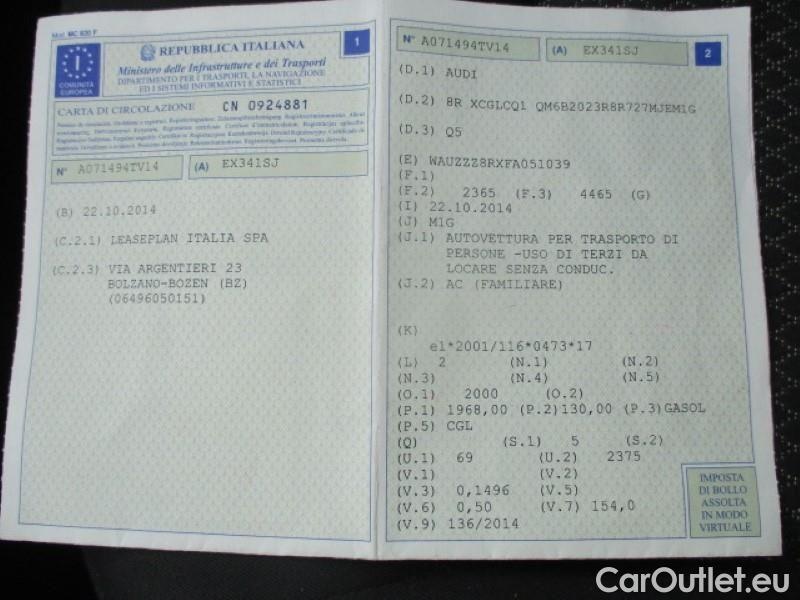 Mod. MC 820 F
I
COMUNITÀ
EUROPEA
REPUBBLICA ITALIANA
1
Ministero delle Infrastrutture e dei Trasporti
DIPARTIMENTO PER I TRASPORTI, LA NAVIGAZIONE
ED I SISTEMI INFORMATIVI E STATISTICI
CARTA DI CIRCOLAZIONE CN 0924881
N° A071494TV14 (A) EX341SJ
(B) 22.10.2014
(C.2.1) LEASEPLAN ITALIA SPA
(C.2.3) VIA ARGENTIERI 23
BOLZANO-BOZEN (BZ)
(06496050151)
N° A071494TV14 (A) EX341SJ 2
(D.1) AUDI
(D.2) 8R XCGLCQ1 QM6B2023R8R727MJEM1G
(D.3) Q5
(E) WAUZZZ8RXFA051039
(F.1)
(F.2) 2365 (F.3) 4465 (G)
(I) 22.10.2014
(J) M1G
(J.1) AUTOVETTURA PER TRASPORTO DI
PERSONE -USO DI TERZI DA
LOCARE SENZA CONDUC.
(J.2) AC (FAMILIARE)
(K)
e1*2001/116*0473*17
(L) 2 (N.1) (N.2)
(N.3) (N.4) (N.5)
(O.1) 2000 (O.2)
(P.1) 1968,00 (P.2)130,00 (P.3)GASOL
(P.5) CGL
(Q) (S.1) 5 (S.2)
(U.1) 69 (U.2) 2375
(V.1) (V.2)
(V.3) 0,1496 (V.5)
(V.6) 0,50 (V.7) 154,0
(V.9) 136/2014
IMPOSTA
DI BOLLO
ASSOLTA
IN MODO
VIRTUALE
CarOutlet.eu